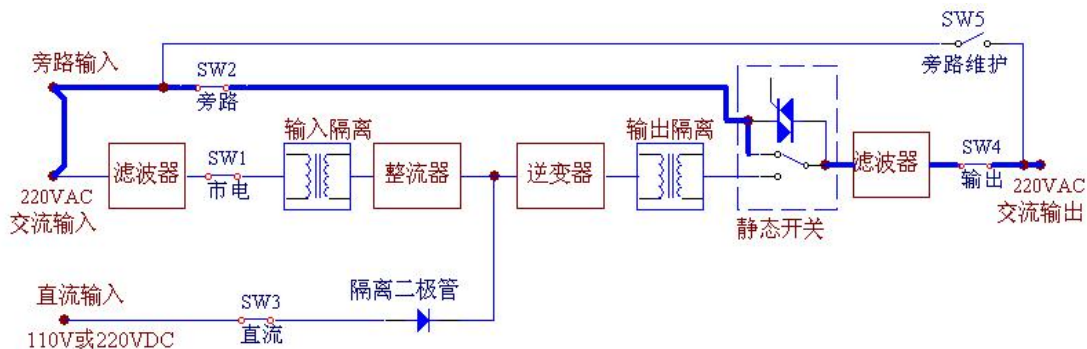 SW5
旁路维护
旁路输入
SW2
旁路
输入隔离
输出隔离
滤波器
SW1
市电
整流器
逆变器
滤波器
SW4
输出
220VAC
交流输入
静态开关
220VAC
交流输出
直流输入
SW3
直流
隔离二极管
110V或220VDC